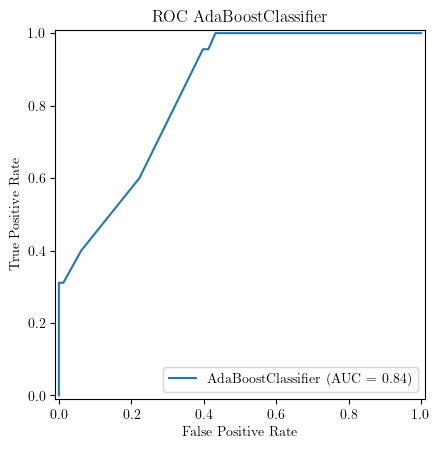 ROC AdaBoostClassifier
True Positive Rate
1.0
0.8
0.6
0.4
0.2
0.0
AdaBoostClassifier (AUC = 0.84)
0.0 0.2 0.4 0.6 0.8 1.0
False Positive Rate